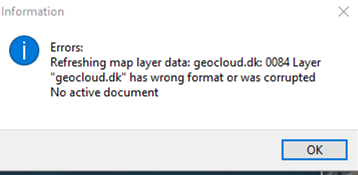 Information
Errors:
Refreshing map layer data: geocloud.dk: 0084 Layer
"geocloud.dk" has wrong format or was corrupted
No active document
OK